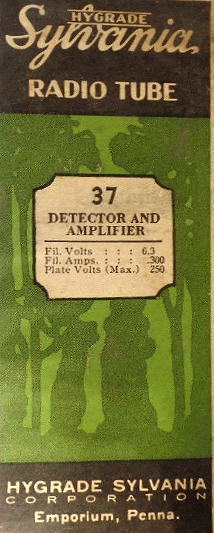 HYGRADE
Sylvania
RADIO TUBE
37
DETECTOR AND
AMPLIFIER
Fil. Volts : : : 6.3
Fil. Amps. : : : .300
Plate Volts (Max.) 250
HYGRADE SYLVANIA
CORPORATION
Emporium, Penna.